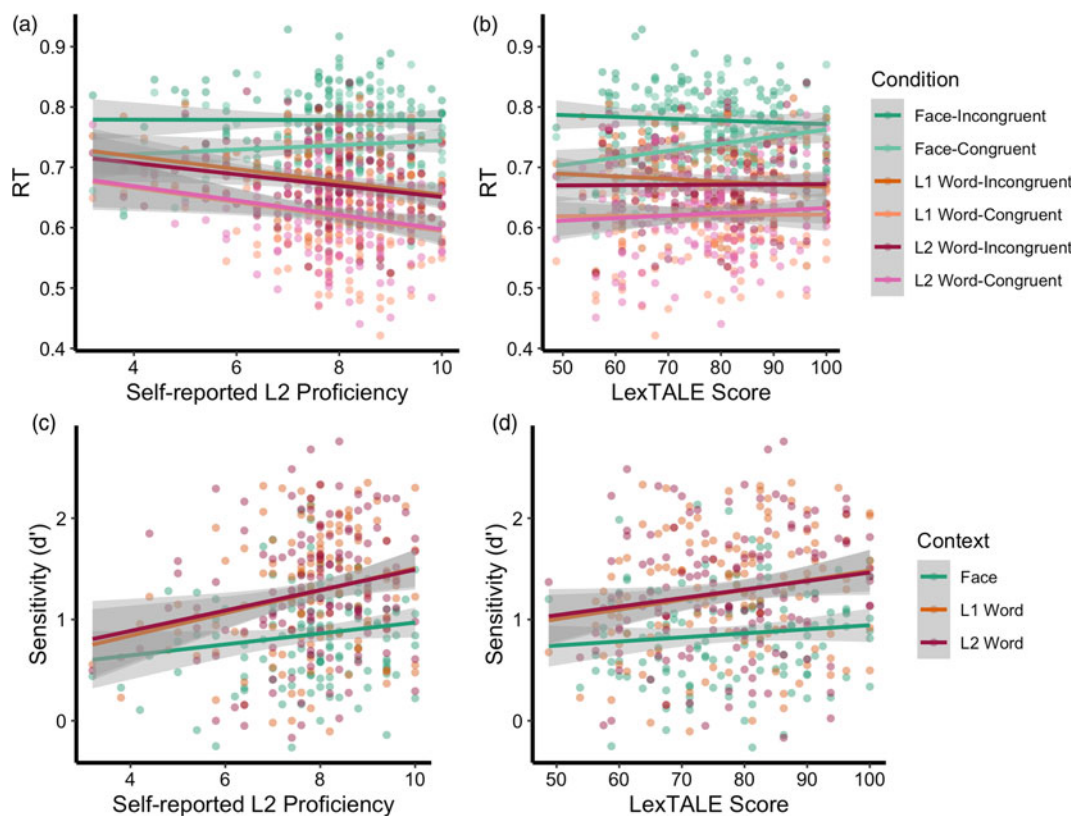 (a)
RT
0.9
0.8
0.7
0.6
0.5
0.4
4 6 8 10
Self-reported L2 Proficiency
(b)
RT
0.9
0.8
0.7
0.6
0.5
0.4
50 60 70 80 90 100
LexTALE Score
Condition
Face-Incongruent
Face-Congruent
L1 Word-Incongruent
L1 Word-Congruent
L2 Word-Incongruent
L2 Word-Congruent
(c)
Sensitivity (d')
2
1
0
4 6 8 10
Self-reported L2 Proficiency
(d)
Sensitivity (d')
2
1
0
50 60 70 80 90 100
LexTALE Score
Context
Face
L1 Word
L2 Word